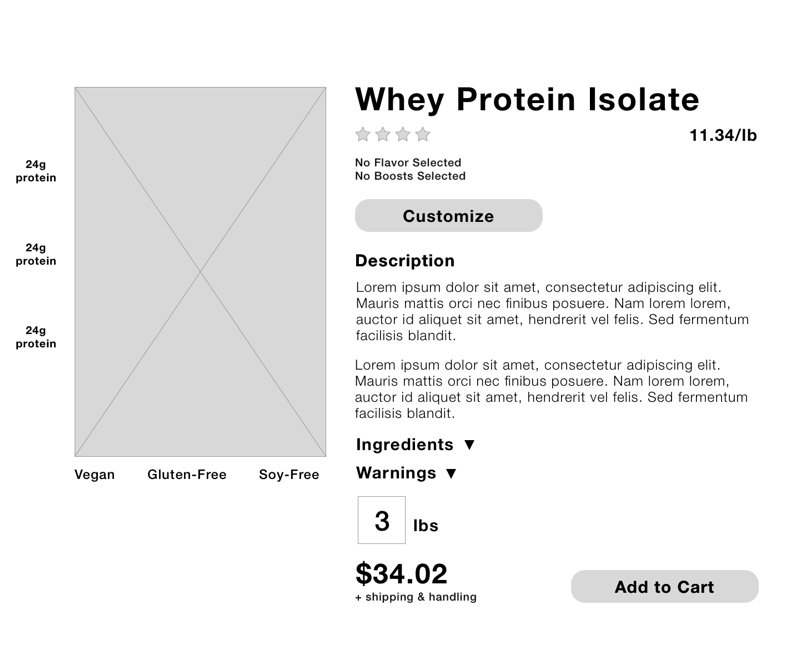 Whey Protein Isolate
11.34/lb
No Flavor Selected
No Boosts Selected
Customize
Description
Lorem ipsum dolor sit amet, consectetur adipiscing elit.
Mauris mattis orci nec finibus posuere. Nam lorem lorem,
auctor id aliquet sit amet, hendrerit vel felis. Sed fermentum
facilisis blandit.
Lorem ipsum dolor sit amet, consectetur adipiscing elit.
Mauris mattis orci nec finibus posuere. Nam lorem lorem,
auctor id aliquet sit amet, hendrerit vel felis. Sed fermentum
facilisis blandit.
Ingredients ▼
Warnings ▼
3 lbs
$34.02
+ shipping & handling
Add to Cart
24g
protein
24g
protein
24g
protein
Vegan Gluten-Free Soy-Free